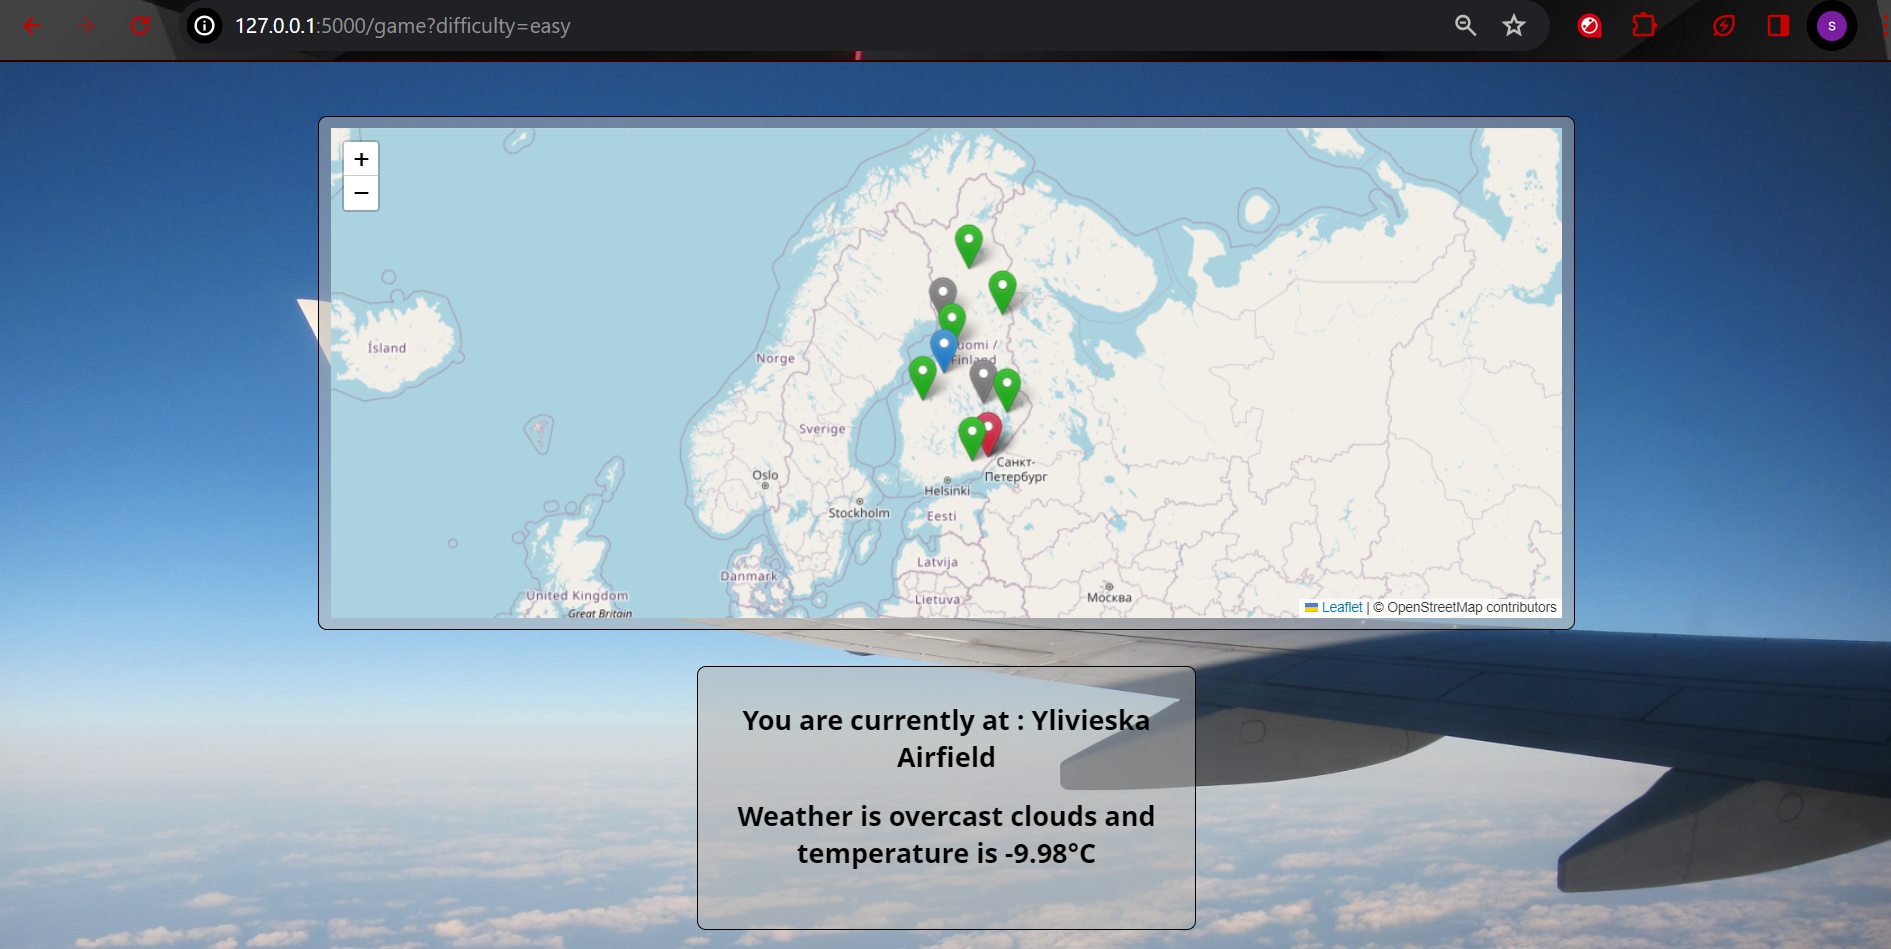 127.0.0.1:5000/game?difficulty=easy
S
+
−
Ísland
Norge
Suomi /
Finland
Sverige
Oslo
Stockholm
Helsinki
Санкт-
Петербург
Eesti
Latvija
Danmark
Lietuva
Москва
United Kingdom
Great Britain
Leaflet | © OpenStreetMap contributors
You are currently at : Ylivieska
Airfield
Weather is overcast clouds and
temperature is -9.98°C